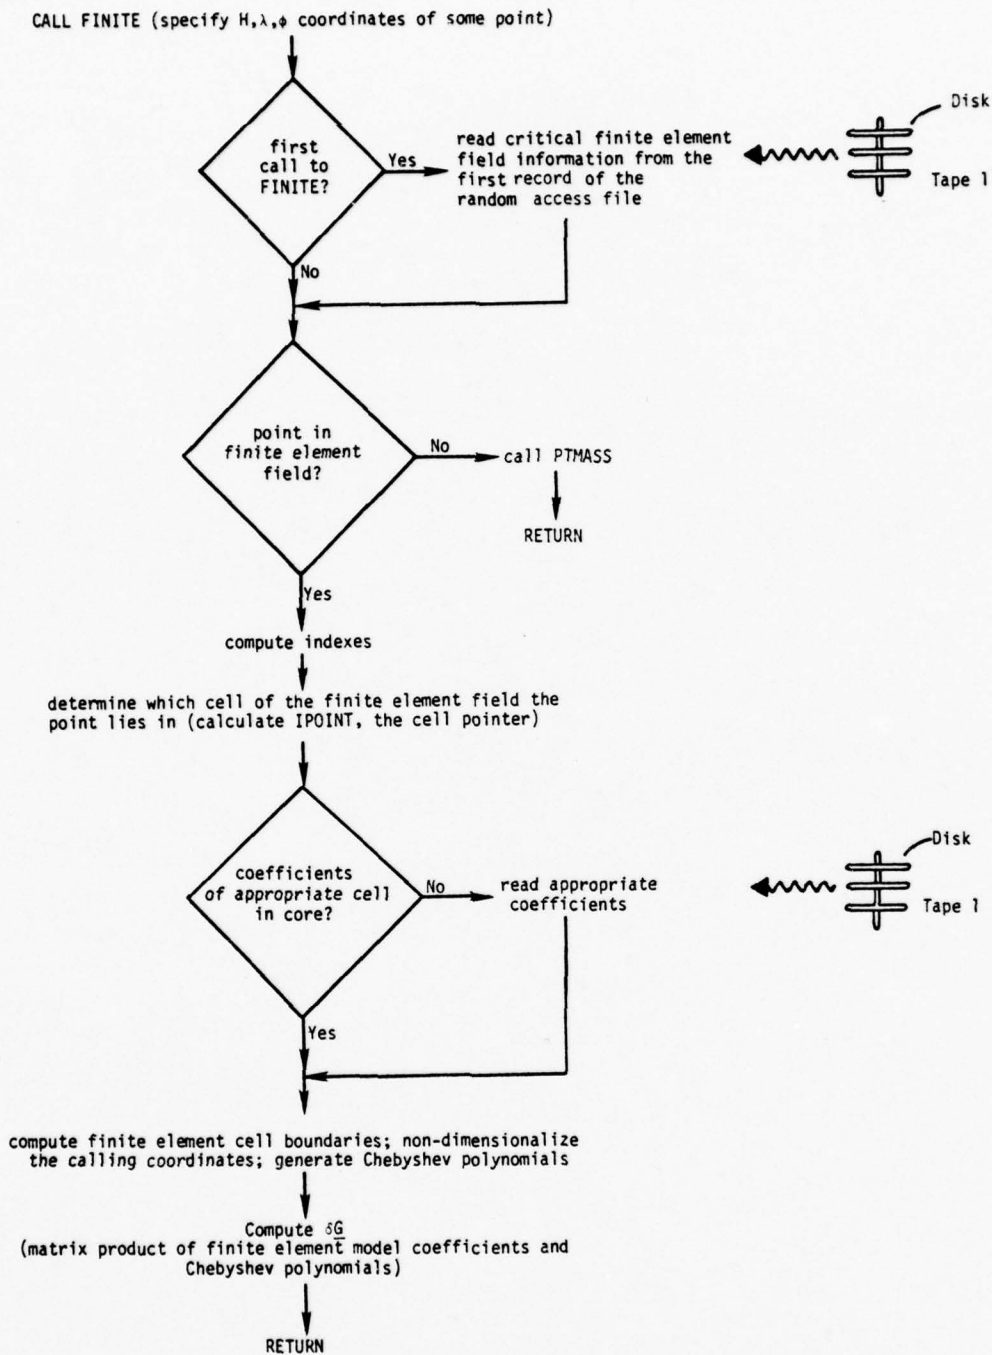 CALL FINITE (specify H,λ,ϕ coordinates of some point)
first
call to
FINITE?
Yes
read critical finite element
field information from the
first record of the
random access file
Disk
Tape 1
No
point in
finite element
field?
No
call PTMASS
RETURN
Yes
compute indexes
determine which cell of the finite element field the
point lies in (calculate IPOINT, the cell pointer)
coefficients
of appropriate cell
in core?
No
read appropriate
coefficients
Disk
Tape 1
Yes
compute finite element cell boundaries; non-dimensionalize
the calling coordinates; generate Chebyshev polynomials
Compute δG
(matrix product of finite element model coefficients and
Chebyshev polynomials)
RETURN